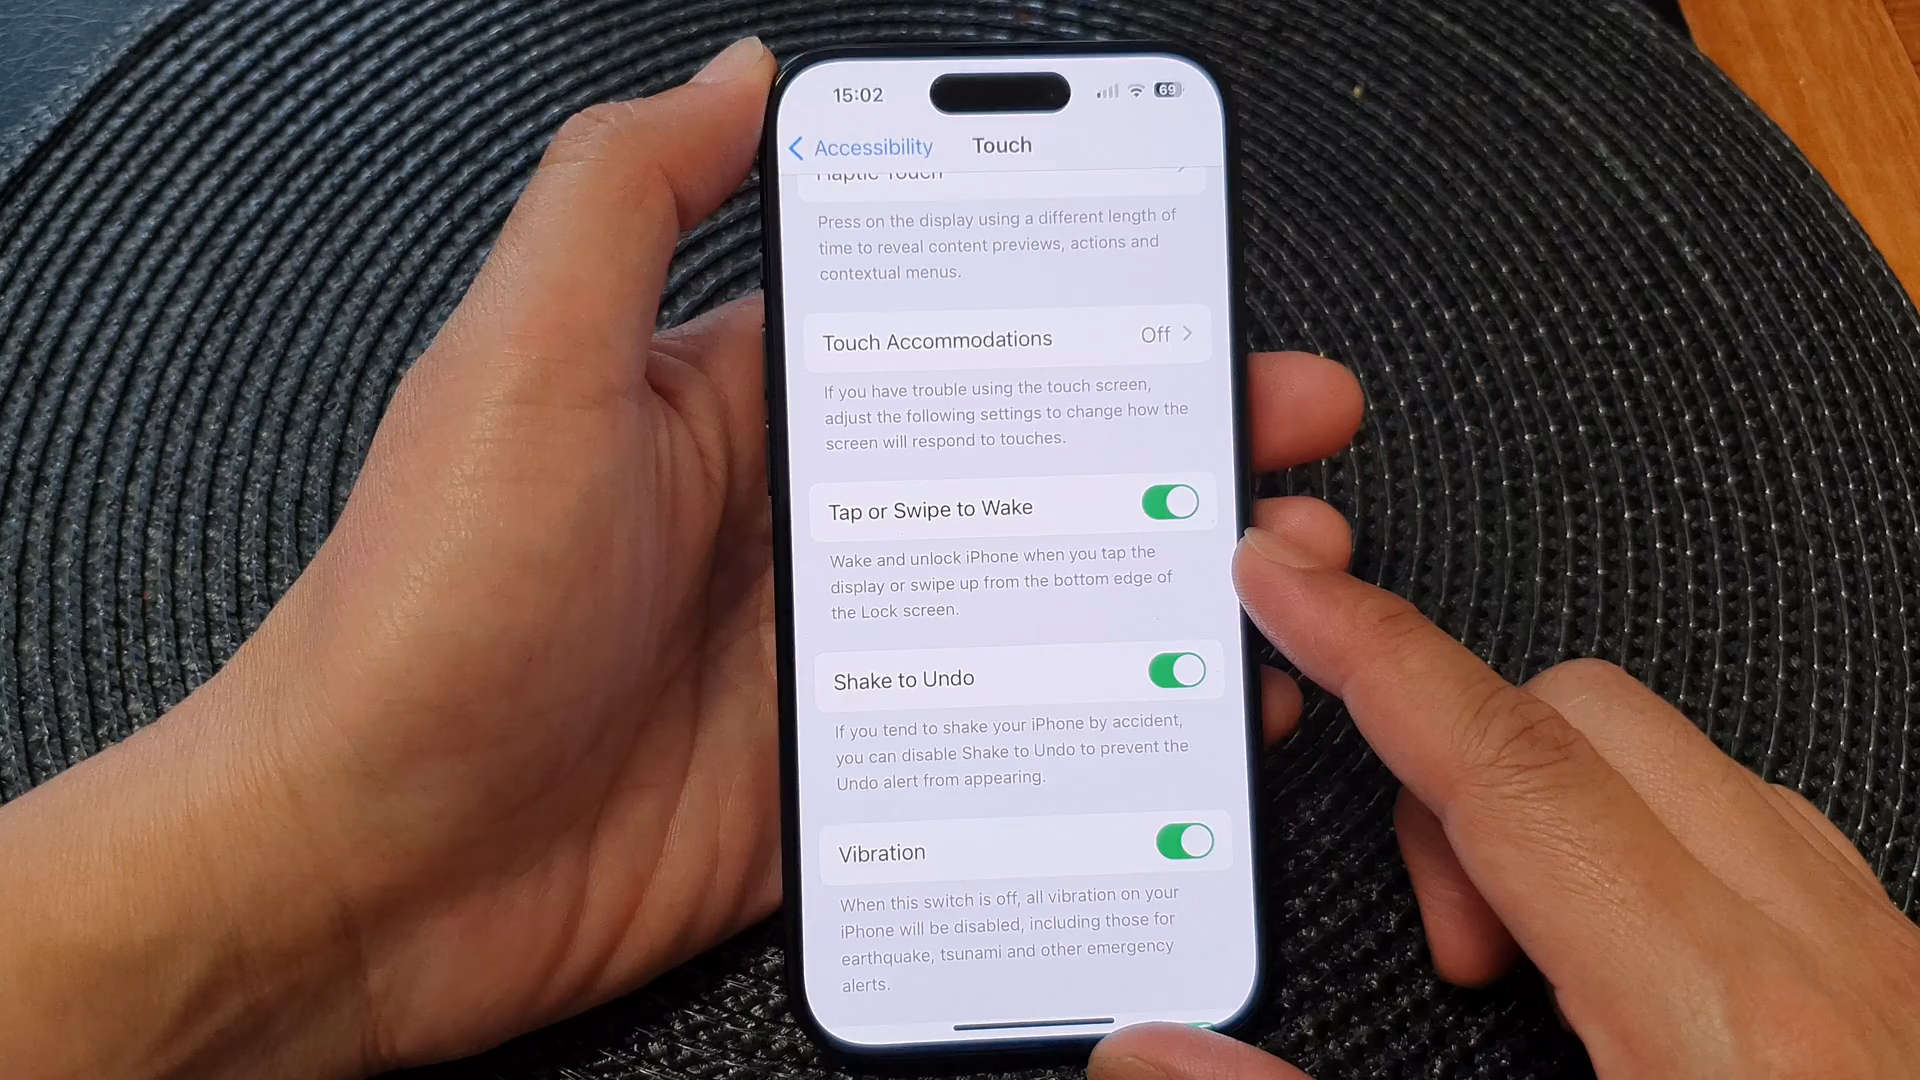 15:02
69
Accessibility
Touch
Haptic Touch
Press on the display using a different length of
time to reveal content previews, actions and
contextual menus.
Touch Accommodations
Off
If you have trouble using the touch screen,
adjust the following settings to change how the
screen will respond to touches.
Tap or Swipe to Wake
Wake and unlock iPhone when you tap the
display or swipe up from the bottom edge of
the Lock screen.
Shake to Undo
If you tend to shake your iPhone by accident,
you can disable Shake to Undo to prevent the
Undo alert from appearing.
Vibration
When this switch is off, all vibration on your
iPhone will be disabled, including those for
earthquake, tsunami and other emergency
alerts.